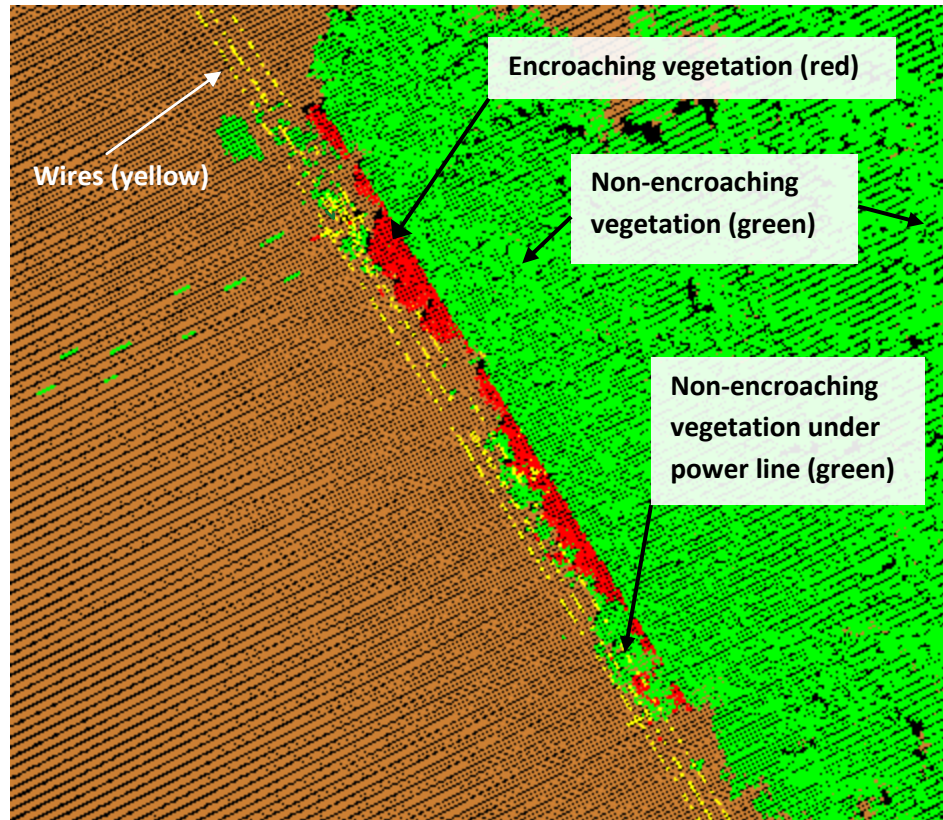 Encroaching vegetation (red)
Wires (yellow)
Non-encroaching
vegetation (green)
Non-encroaching
vegetation under
power line (green)